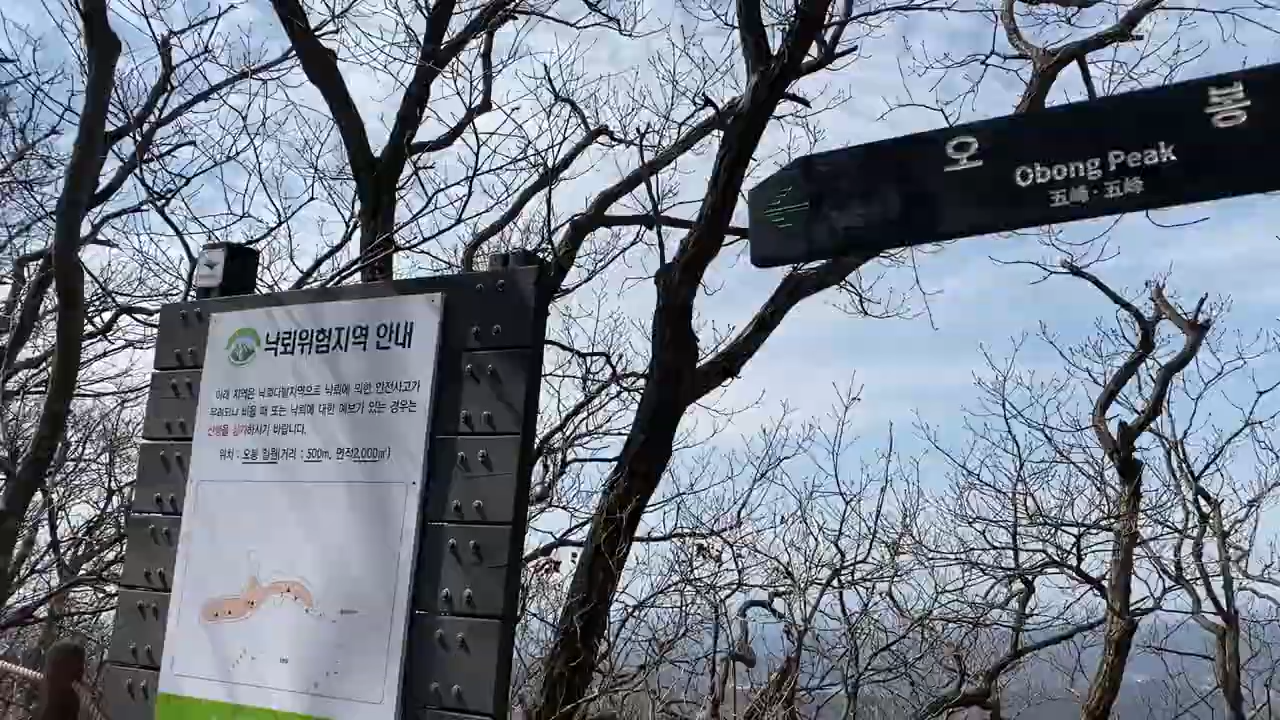 낙뢰위험지역 안내
아래 지역은 낙뢰다발지역으로 낙뢰에 의한 안전사고가
우려되니 비올 때 또는 낙뢰에 대한 예보가 있는 경우는
산행을 삼가하시기 바랍니다.
위치 : 오봉 일원(거리 : 500m, 면적2,000㎡)
오 봉
Obong Peak
五峰·五峰